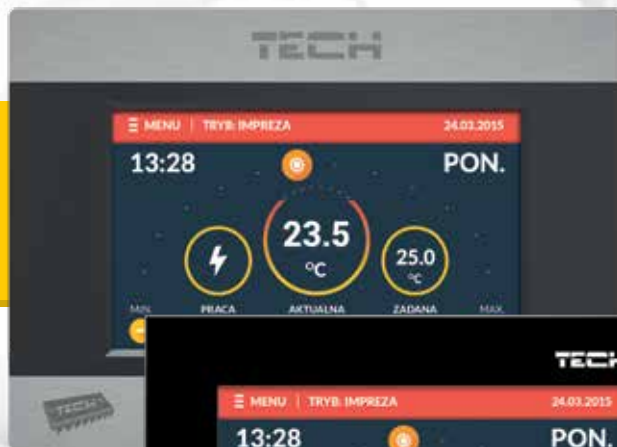 TECH
MENU | TRYB: IMPREZA 24.03.2015
13:28 PON.
23.5
°C
25.0
°C
MIN. PRACA AKTUALNA ZADANA MAX.
TECH
TECH
MENU | TRYB: IMPREZA 24.03.2015
13:28 PON.